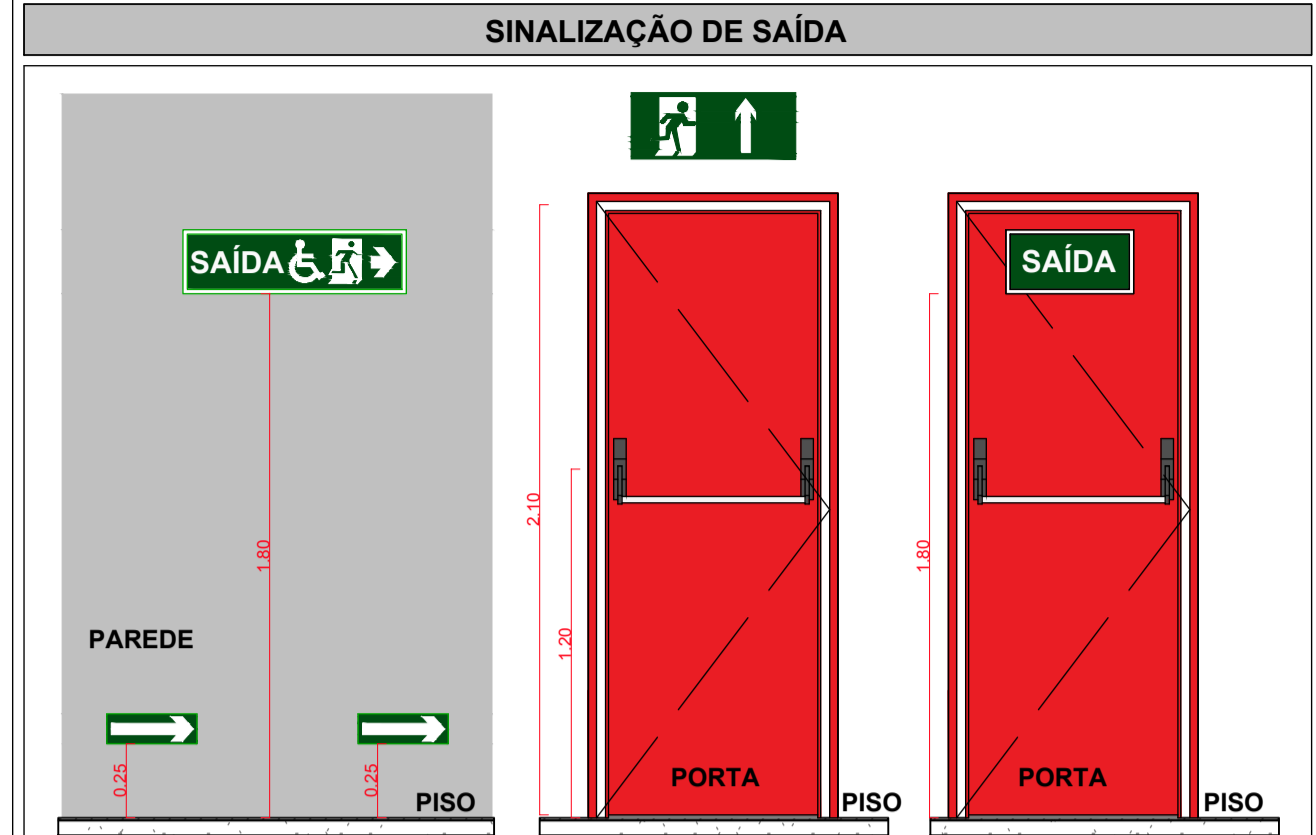 SINALIZAÇÃO DE SAÍDA
SAÍDA
1.80
PAREDE
0.25
0.25
PISO
2.10
1.20
PORTA
PISO
SAÍDA
1.80
PORTA
PISO